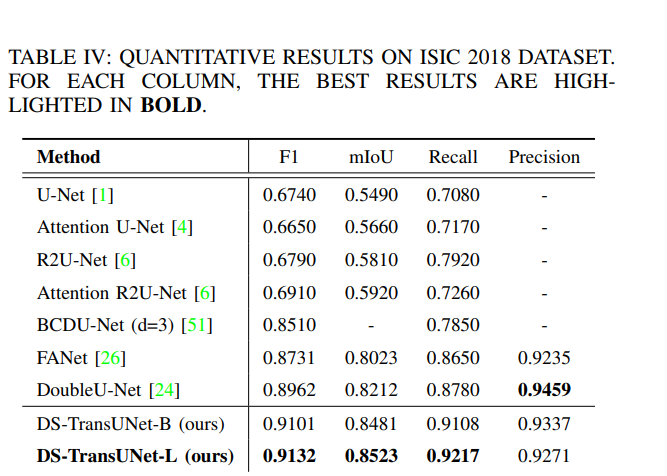 TABLE IV: QUANTITATIVE RESULTS ON ISIC 2018 DATASET.
FOR EACH COLUMN, THE BEST RESULTS ARE HIGH-
LIGHTED IN BOLD.
Method F1 mIoU Recall Precision
U-Net [1] 0.6740 0.5490 0.7080 -
Attention U-Net [4] 0.6650 0.5660 0.7170 -
R2U-Net [6] 0.6790 0.5810 0.7920 -
Attention R2U-Net [6] 0.6910 0.5920 0.7260 -
BCDU-Net (d=3) [51] 0.8510 - 0.7850 -
FANet [26] 0.8731 0.8023 0.8650 0.9235
DoubleU-Net [24] 0.8962 0.8212 0.8780 0.9459
DS-TransUNet-B (ours) 0.9101 0.8481 0.9108 0.9337
DS-TransUNet-L (ours) 0.9132 0.8523 0.9217 0.9271